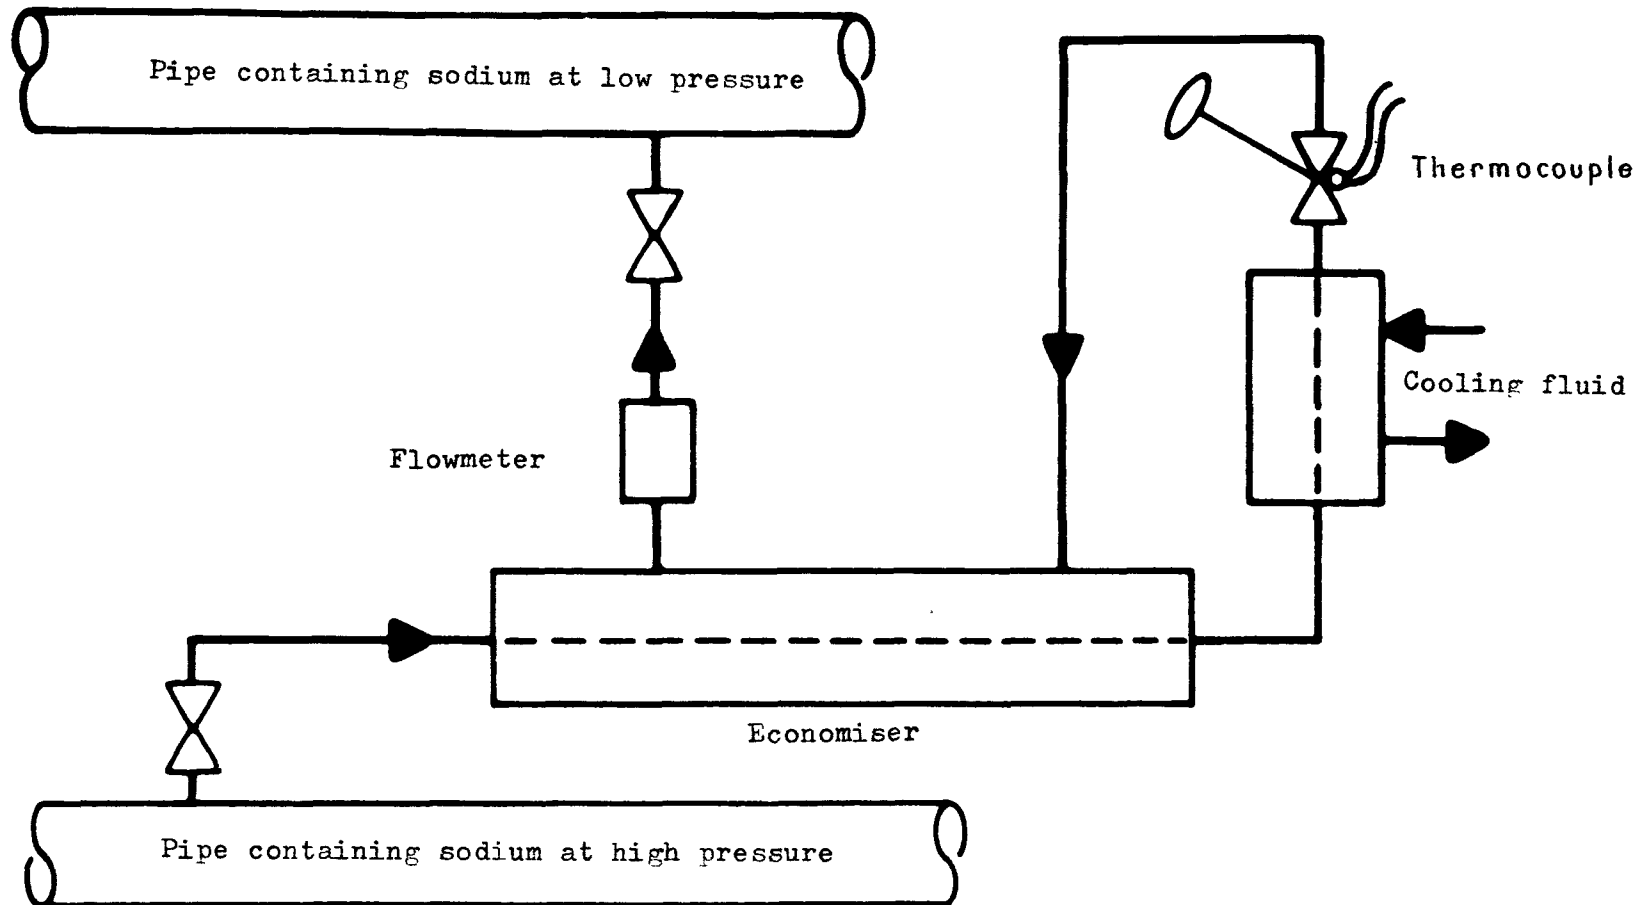 Pipe containing sodium at low pressure
Thermocouple
Cooling fluid
Flowmeter
Economiser
Pipe containing sodium at high pressure